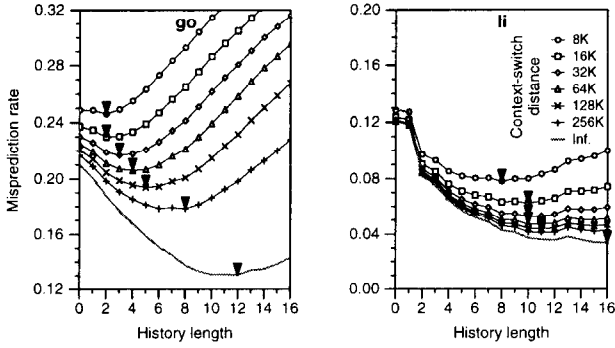 go
li
0.32
0.28
0.24
0.20
0.16
0.12
Misprediction rate
0 2 4 6 8 10 12 14 16
History length
0.20
0.16
0.12
0.08
0.04
0.00
Context-switch
distance
8K
16K
32K
64K
128K
256K
Inf.
0 2 4 6 8 10 12 14 16
History length